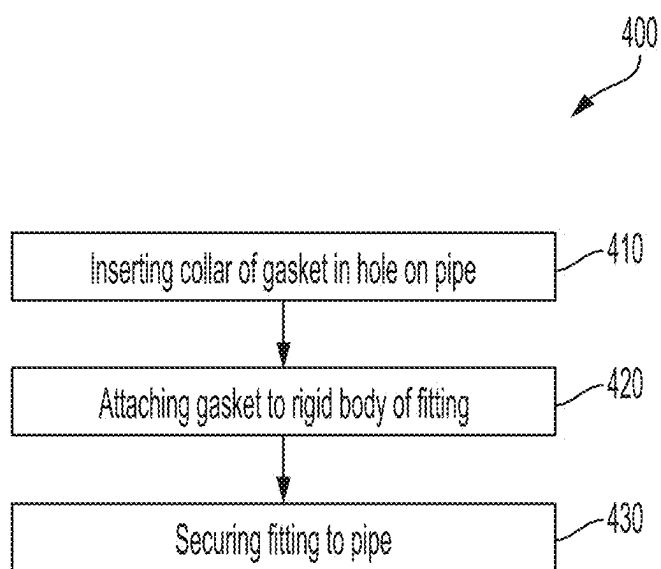 400
Inserting collar of gasket in hole on pipe
410
Attaching gasket to rigid body of fitting
420
Securing fitting to pipe
430